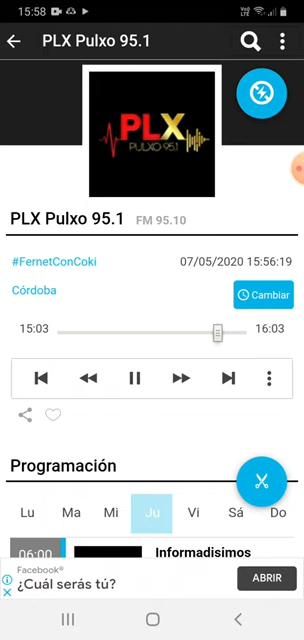 15:58
Vo)) LTE
PLX Pulxo 95.1
PLX
PULXO 95.1
PLX Pulxo 95.1 FM 95.10
#FernetConCoki 07/05/2020 15:56:19
Córdoba Cambiar
15:03 16:03
Programación
Lu Ma Mi Ju Vi Sá Do
06:00 Informadisimos
Facebook®
¿Cuál serás tú? ABRIR